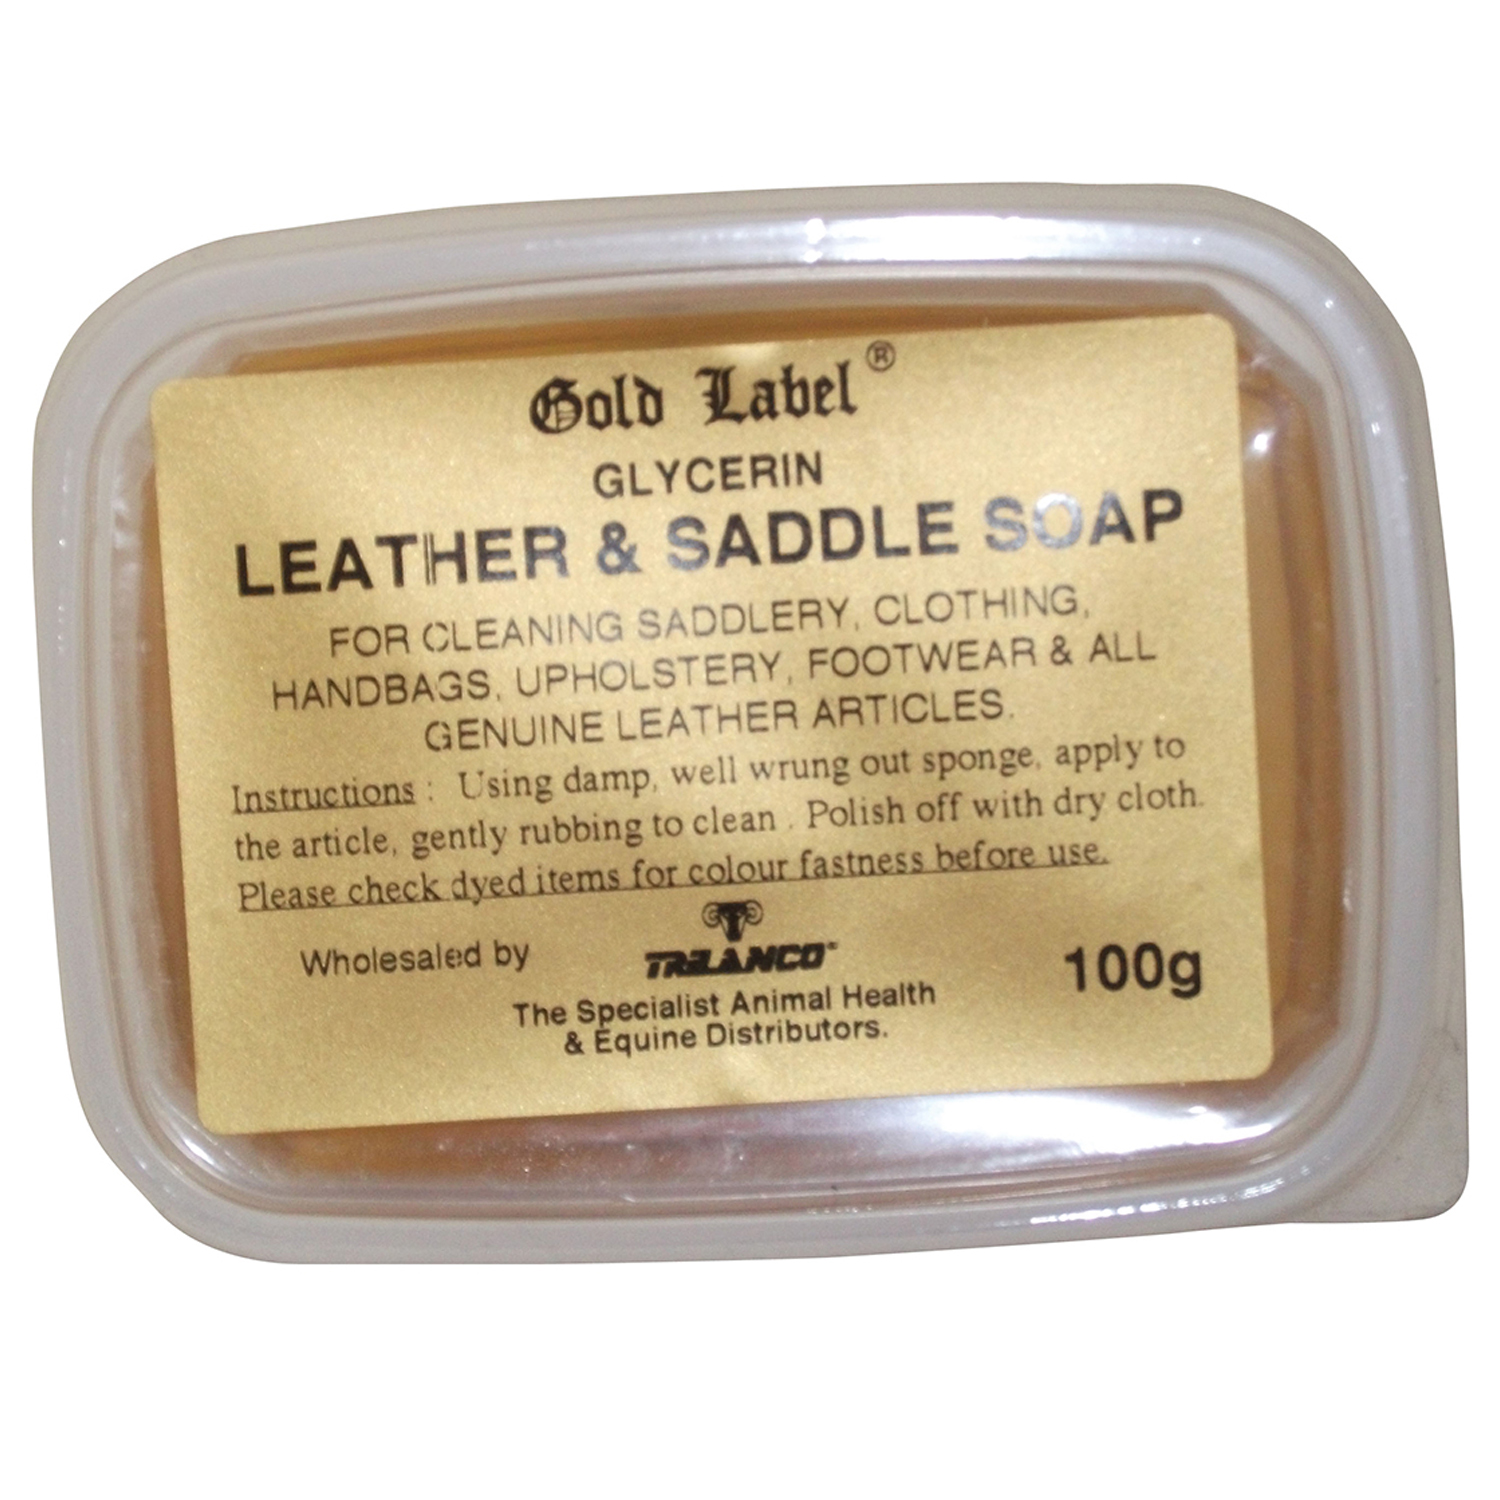 Gold Label®
GLYCERIN
LEATHER & SADDLE SOAP
FOR CLEANING SADDLERY, CLOTHING,
HANDBAGS, UPHOLSTERY, FOOTWEAR & ALL
GENUINE LEATHER ARTICLES.
Instructions : Using damp, well wrung out sponge, apply to
the article, gently rubbing to clean . Polish off with dry cloth.
Please check dyed items for colour fastness before use.
Wholesaled by TRILANCO 100g
The Specialist Animal Health
& Equine Distributors.